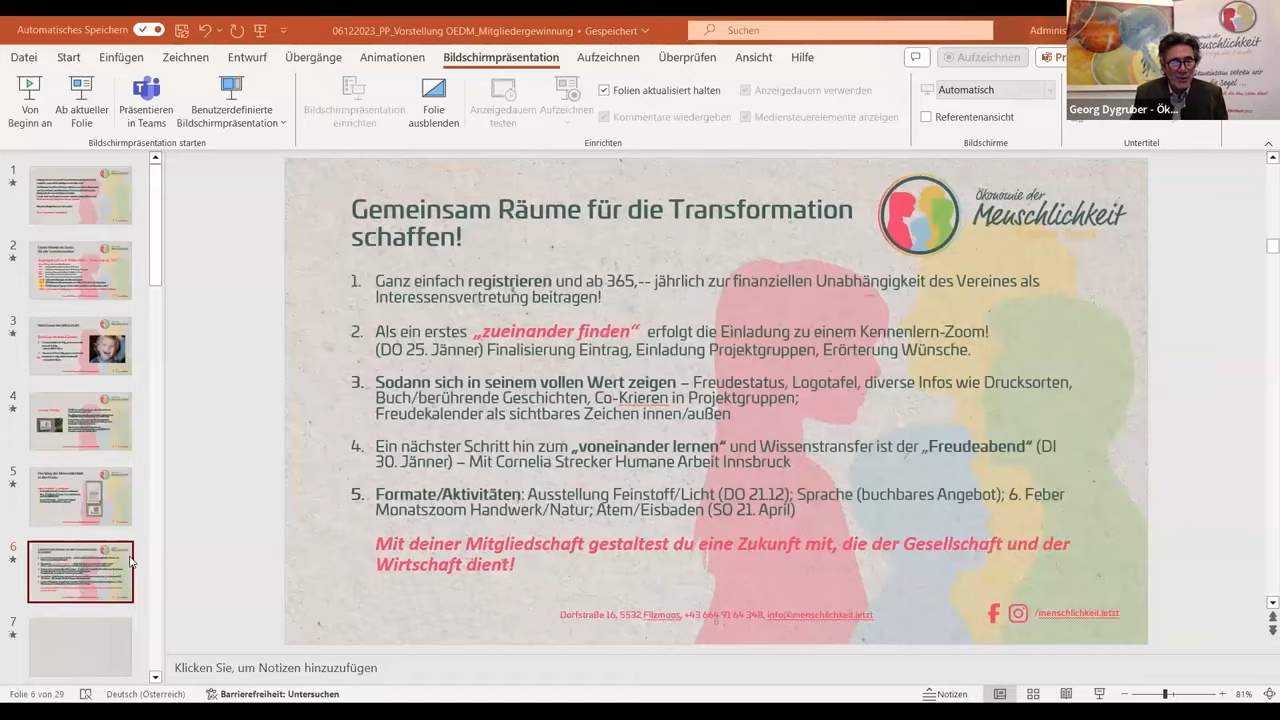 Automatisches Speichern
06122023_PP_Vorstellung OEDM_Mitgliedergewinnung • Gespeichert
Suchen
Adminis
Datei Start Einfügen Zeichnen Entwurf Übergänge Animationen Bildschirmpräsentation Aufzeichnen Überprüfen Ansicht Hilfe
Aufzeichnen
Von Beginn an
Ab aktueller Folie
Präsentieren in Teams
Benutzerdefinierte Bildschirmpräsentation
Bildschirmpräsentation einrichten
Folie ausblenden
Anzeigedauern testen
Aufzeichnen
Folien aktualisiert halten
Kommentare wiedergeben
Anzeigedauern verwenden
Mediensteuerelemente anzeigen
Automatisch
Referentenansicht
Georg Dygruber - Ök...
Bildschirmpräsentation starten
Einrichten
Bildschirme
Untertitel
1
2
3
4
5
6
Ökonomie der
Menschlichkeit
Gemeinsam Räume für die Transformation
schaffen!
1. Ganz einfach registrieren und ab 365,-- jährlich zur finanziellen Unabhängigkeit des Vereines als
Interessensvertretung beitragen!
2. Als ein erstes „zueinander finden“ erfolgt die Einladung zu einem Kennenlern-Zoom!
(DO 25. Jänner) Finalisierung Eintrag, Einladung Projektgruppen, Erörterung Wünsche.
3. Sodann sich in seinem vollen Wert zeigen – Freudestatus, Logotafel, diverse Infos wie Drucksorten,
Buch/berührende Geschichten, Co-Krieren in Projektgruppen;
Freudekalender als sichtbares Zeichen innen/außen
4. Ein nächster Schritt hin zum „voneinander lernen“ und Wissenstransfer ist der „Freudeabend“ (DI
30. Jänner) – Mit Cornelia Strecker Humane Arbeit Innsbruck
5. Formate/Aktivitäten: Ausstellung Feinstoff/Licht (DO 21.12); Sprache (buchbares Angebot); 6. Feber
Monatszoom Handwerk/Natur; Atem/Eisbaden (SO 21. April)
Mit deiner Mitgliedschaft gestaltest du eine Zukunft mit, die der Gesellschaft und der
Wirtschaft dient!
Dorfstraße 16, 5532 Filzmoos, +43 664 91 64 348, info@menschlichkeit.jetzt
/menschlichkeit.jetzt
Klicken Sie, um Notizen hinzuzufügen
Folie 6 von 29
Deutsch (Österreich)
Barrierefreiheit: Untersuchen
Notizen
81%